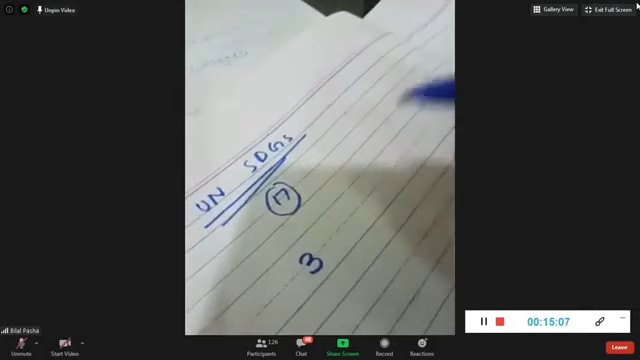 Unpin Video
Gallery View
Exit Full Screen
UN SDGs
17
3
Bilal Pasha
00:15:07
126
48
Unmute
Start Video
Participants
Chat
Share Screen
Record
Reactions
Leave